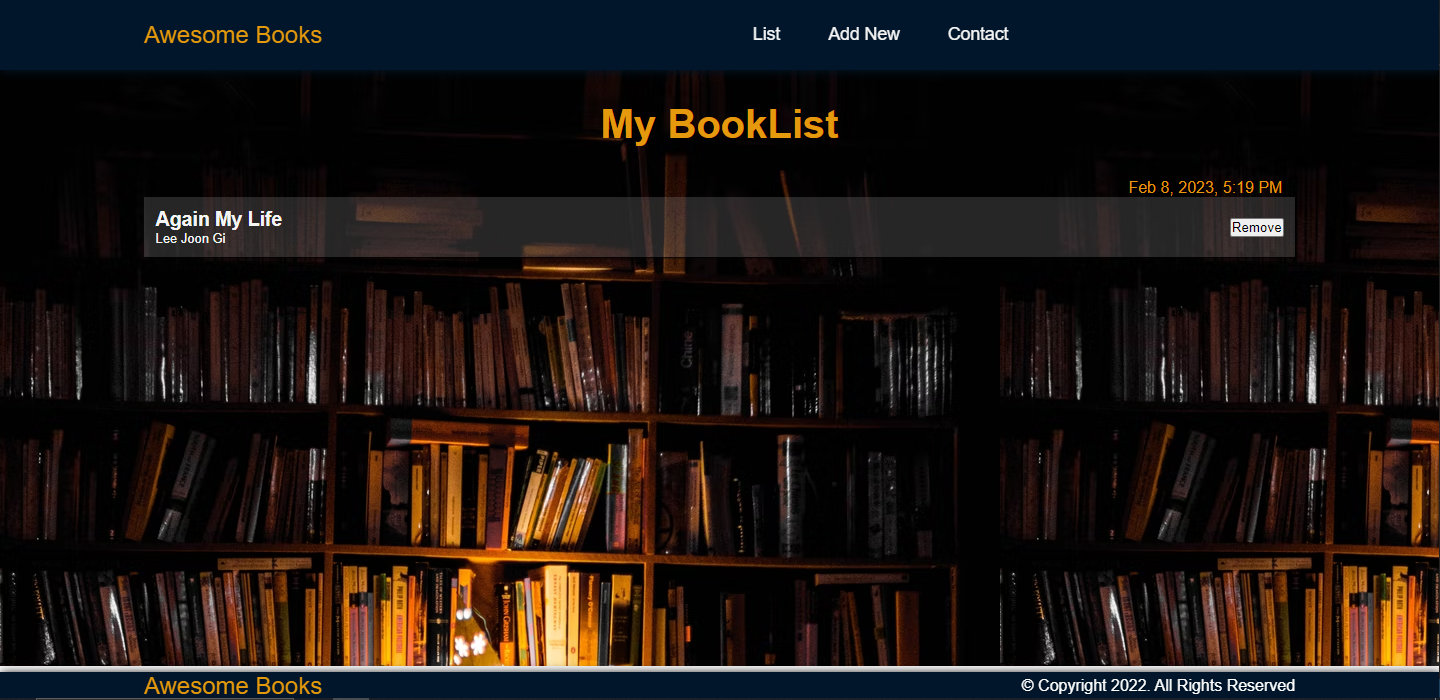 Awesome Books
List
Add New
Contact
My BookList
Feb 8, 2023, 5:19 PM
Again My Life
Lee Joon Gi
Remove
Chine
Awesome Books
© Copyright 2022. All Rights Reserved